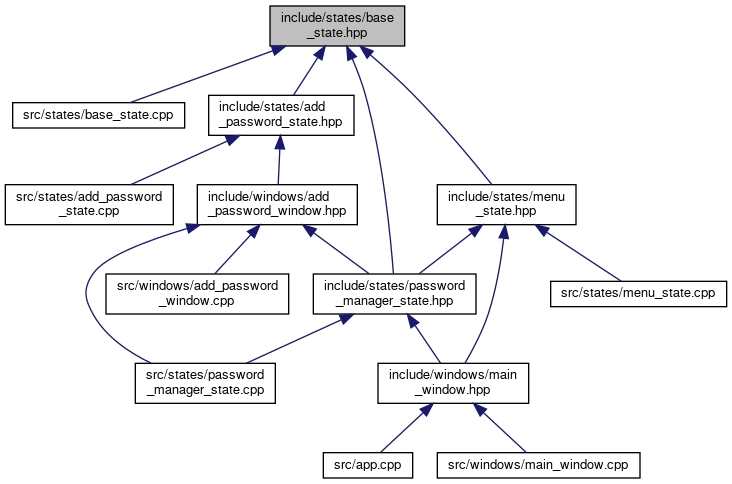 include/states/base
_state.hpp
src/states/base_state.cpp
include/states/add
_password_state.hpp
src/states/add_password
_state.cpp
include/windows/add
_password_window.hpp
include/states/menu
_state.hpp
src/windows/add_password
_window.cpp
include/states/password
_manager_state.hpp
src/states/menu_state.cpp
src/states/password
_manager_state.cpp
include/windows/main
_window.hpp
src/app.cpp
src/windows/main_window.cpp